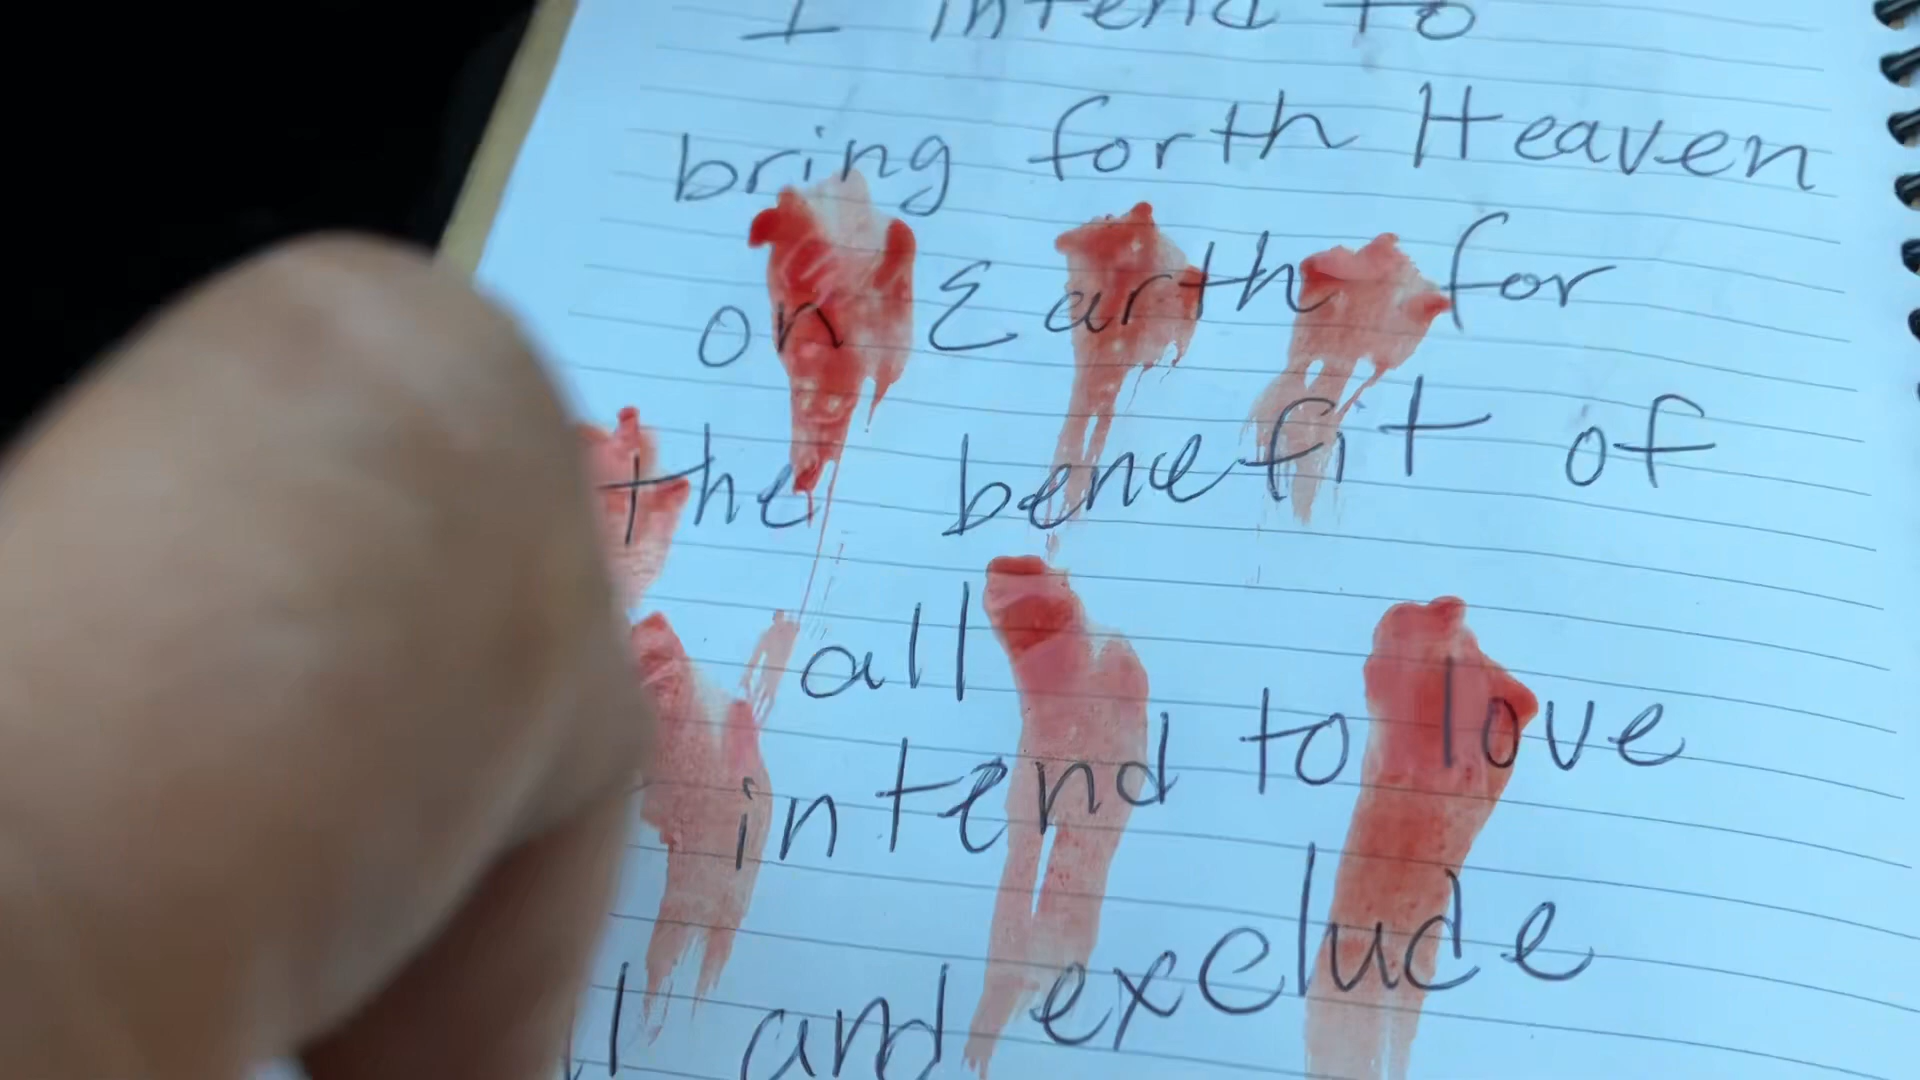 I intend to
bring forth Heaven
on Earth for
the benefit of
all
intend to love
and exclude